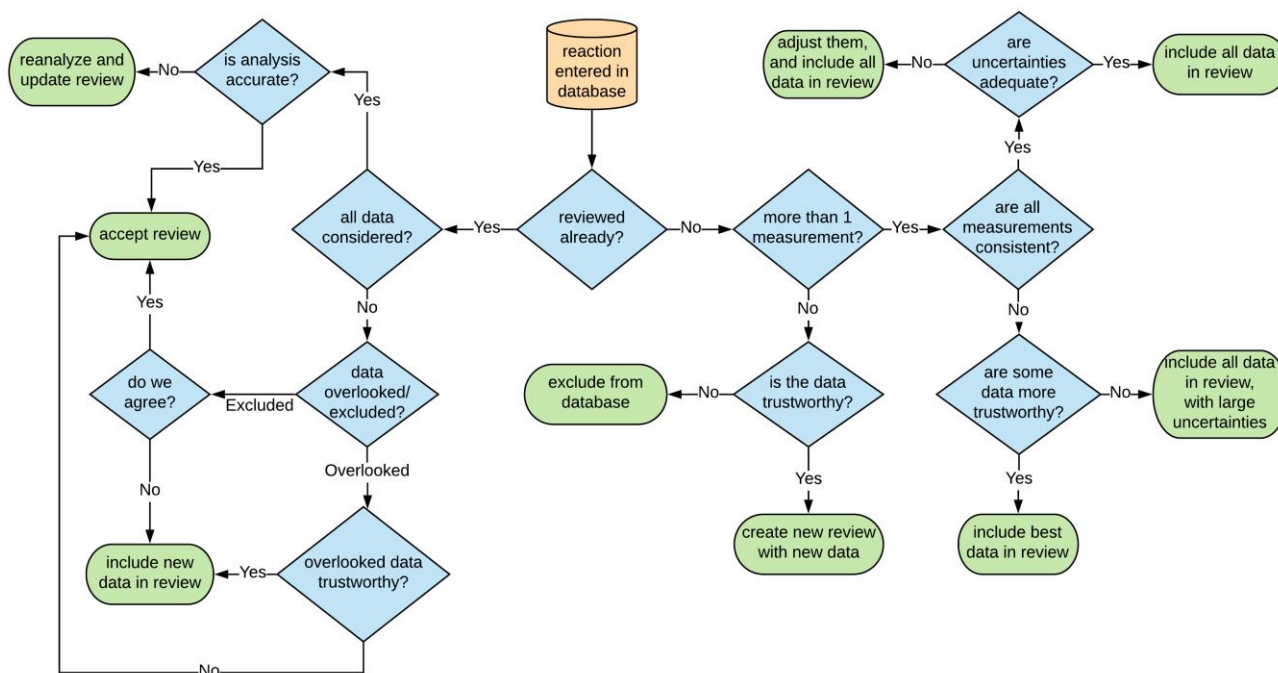 reanalyze and
update review
No
is analysis
accurate?
Yes
Yes
reaction
entered in
database
adjust them,
and include all
data in review
No
are
uncertainties
adequate?
Yes
include all data
in review
Yes
accept review
all data
considered?
Yes
reviewed
already?
No
more than 1
measurement?
Yes
are all
measurements
consistent?
Yes
No
No
No
do we
agree?
Excluded
data
overlooked/
excluded?
exclude from
database
No
is the data
trustworthy?
are some
data more
trustworthy?
No
include all data
in review,
with large
uncertainties
No
Overlooked
Yes
Yes
include new
data in review
Yes
overlooked data
trustworthy?
create new review
with new data
include best
data in review
No